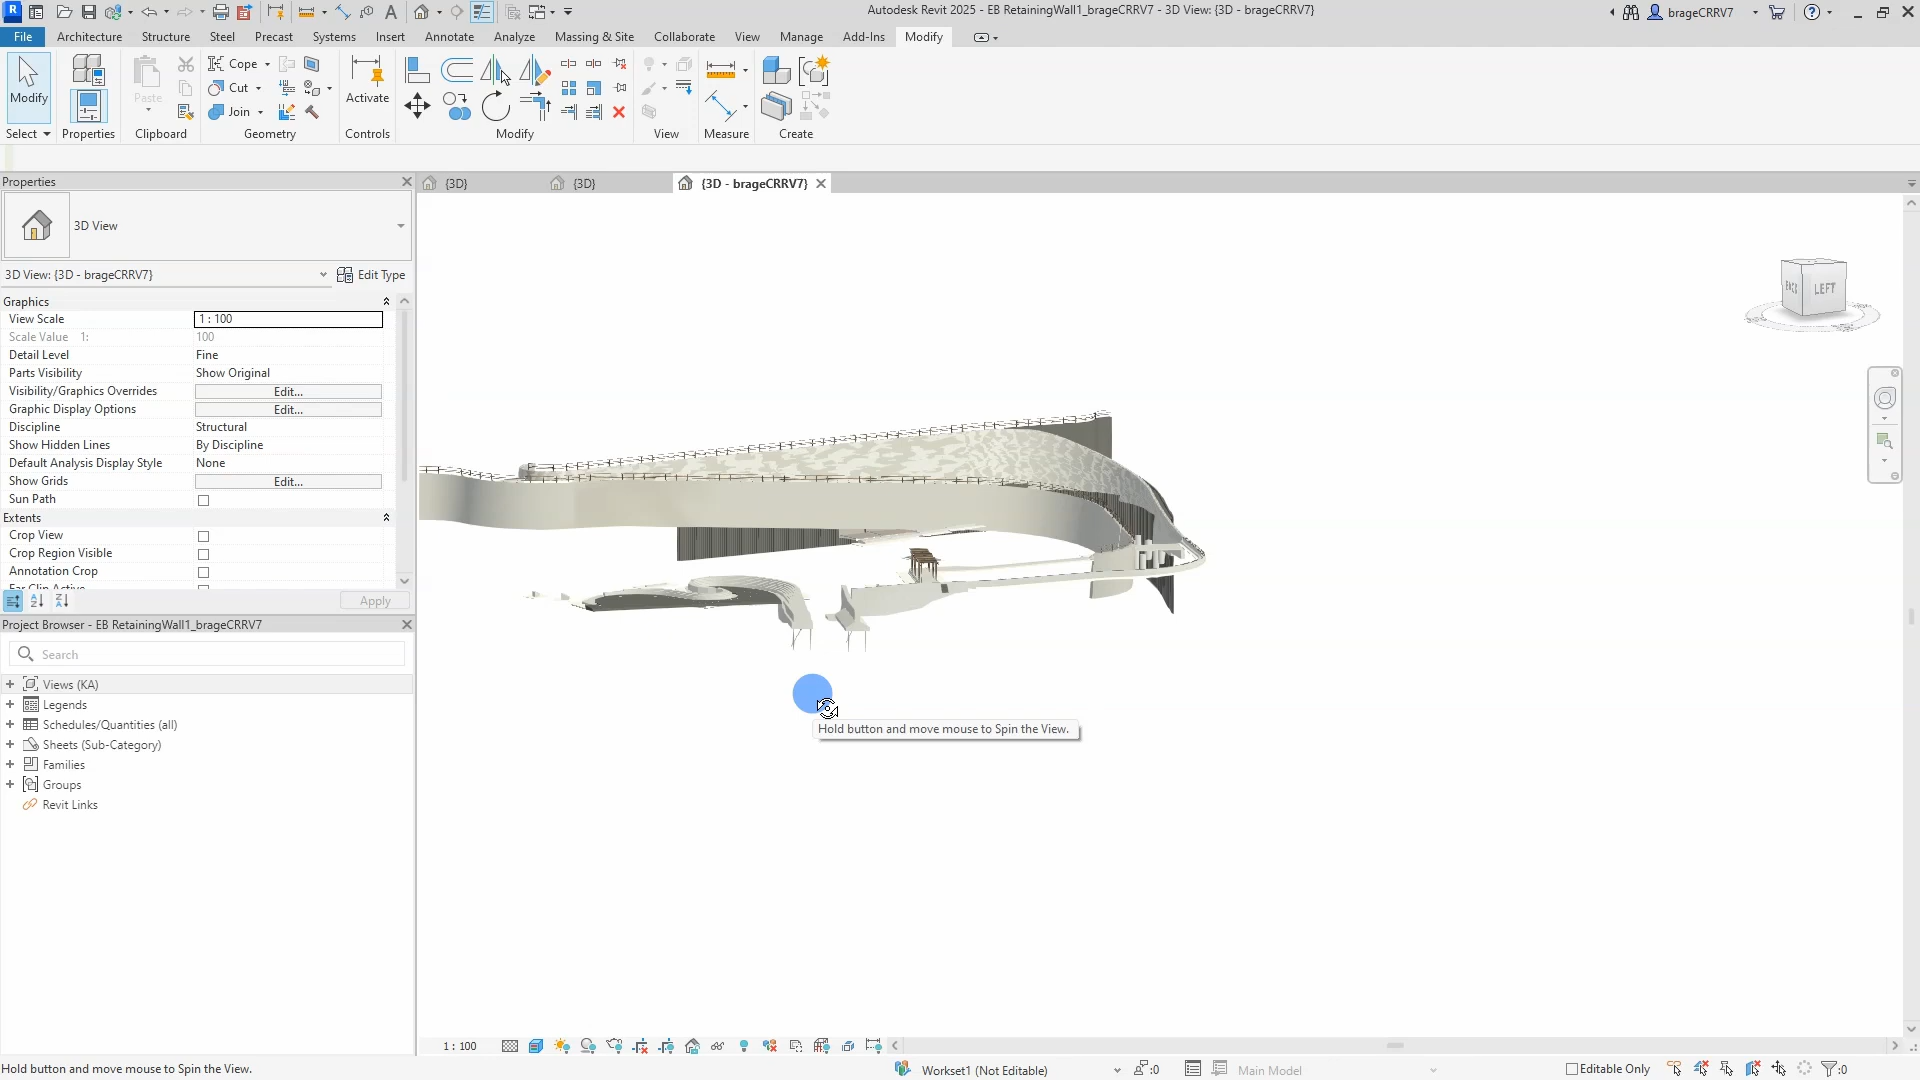 Autodesk Revit 2025 - EB RetainingWall1_brageCRRV7 - 3D View: {3D - brageCRRV7}
brageCRRV7
File Architecture Structure Steel Precast Systems Insert Annotate Analyze Massing & Site Collaborate View Manage Add-Ins Modify
Cope
Cut
Join
Modify
Paste
Activate
Select Properties Clipboard Geometry Controls Modify View Measure Create
Properties
{3D}
{3D}
{3D - brageCRRV7}
3D View
3D View: {3D - brageCRRV7}
Edit Type
Graphics
View Scale 1 : 100
Scale Value 1: 100
Detail Level Fine
Parts Visibility Show Original
Visibility/Graphics Overrides Edit...
Graphic Display Options Edit...
Discipline Structural
Show Hidden Lines By Discipline
Default Analysis Display Style None
Show Grids Edit...
Sun Path
Extents
Crop View
Crop Region Visible
Annotation Crop
Far Clip Active
Apply
Project Browser - EB RetainingWall1_brageCRRV7
Search
Views (KA)
Legends
Schedules/Quantities (all)
Sheets (Sub-Category)
Families
Groups
Revit Links
BACK LEFT
Hold button and move mouse to Spin the View.
1 : 100
Hold button and move mouse to Spin the View.
Workset1 (Not Editable)
:0
Main Model
Editable Only
:0